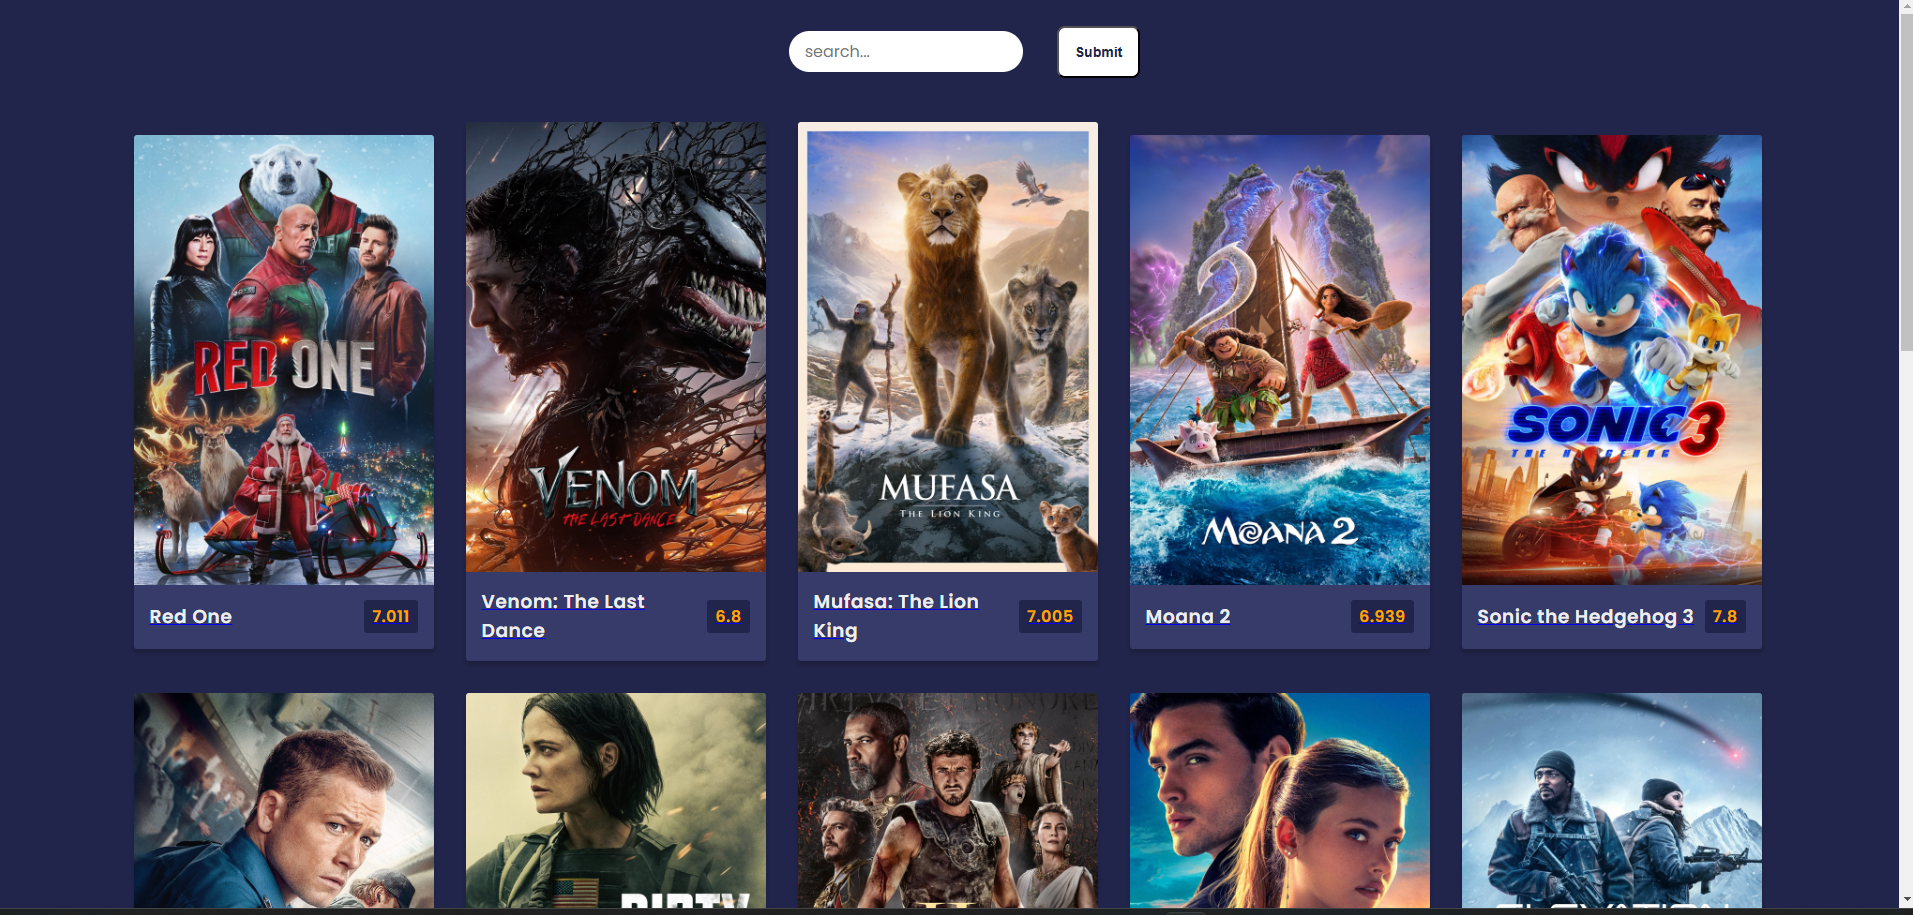 search...
Submit
RED ONE
VENOM
THE LAST DANCE
MUFASA
THE LION KING
MOANA 2
SONIC 3
THE HEDGEHOG
Red One
7.011
Venom: The Last
Dance
6.8
Mufasa: The Lion
King
7.005
Moana 2
6.939
Sonic the Hedgehog 3
7.8
DIRTY
II